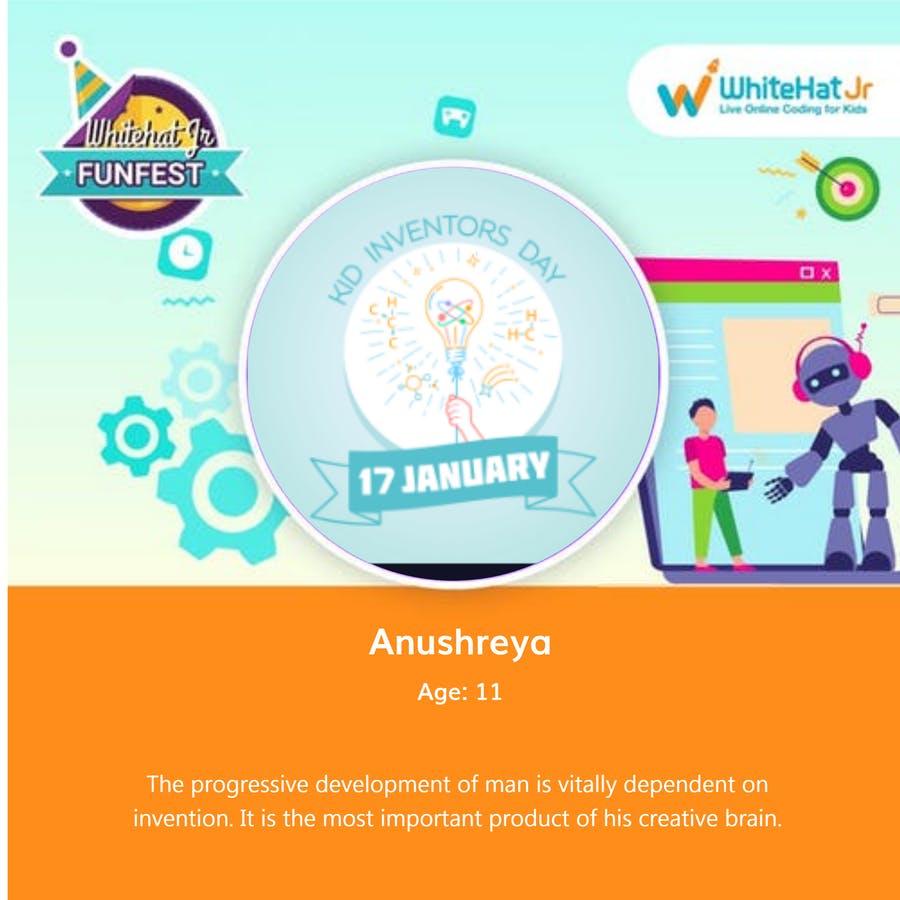 Whitehat Jr
FUNFEST
WhiteHat Jr
Live Online Coding for Kids
KID INVENTORS DAY
C H
C
C
C
H
H C
17 JANUARY
X
Anushreya
Age: 11
The progressive development of man is vitally dependent on
invention. It is the most important product of his creative brain.